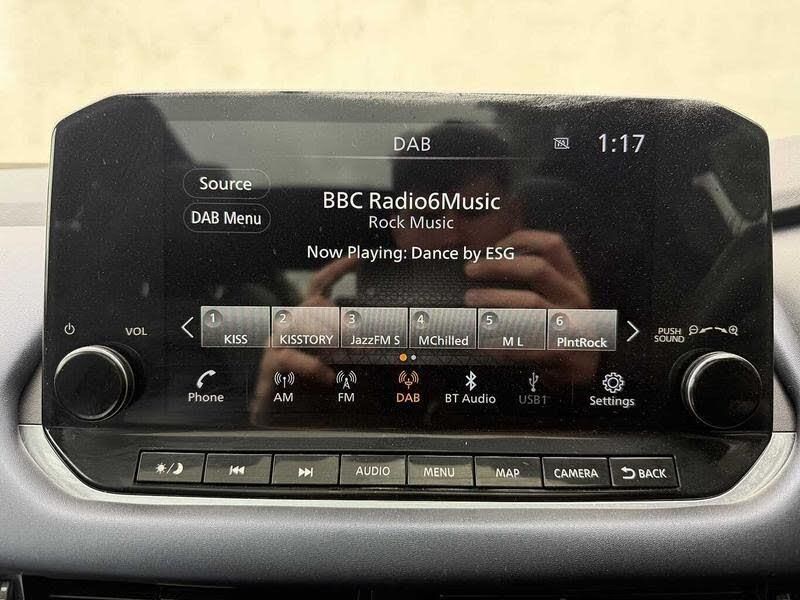 DAB
1:17
Source
DAB Menu
BBC Radio6Music
Rock Music
Now Playing: Dance by ESG
1 KISS
2 KISSTORY
3 JazzFM S
4 MChilled
5 M L
6 PlntRock
VOL
PUSH
SOUND
Phone
AM
FM
DAB
BT Audio
USB1
Settings
AUDIO
MENU
MAP
CAMERA
BACK